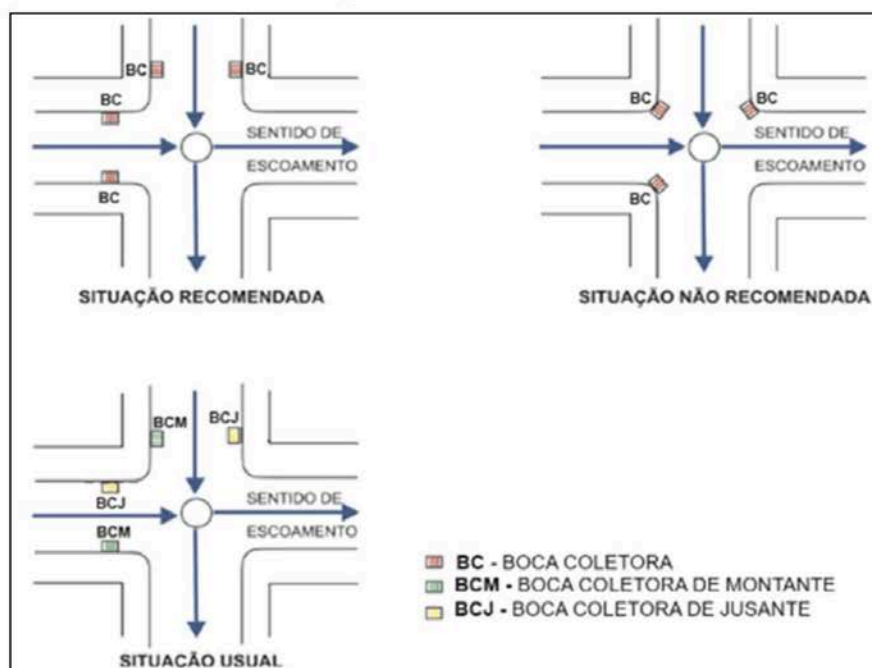 BC
BC
BC
BC
SENTIDO DE
ESCOAMENTO
SITUAÇÃO RECOMENDADA
BC
BC
BC
SENTIDO DE
ESCOAMENTO
SITUAÇÃO NÃO RECOMENDADA
BCM
BCJ
BCJ
BCM
SENTIDO DE
ESCOAMENTO
SITUAÇÃO USUAL
BC - BOCA COLETORA
BCM - BOCA COLETORA DE MONTANTE
BCJ - BOCA COLETORA DE JUSANTE